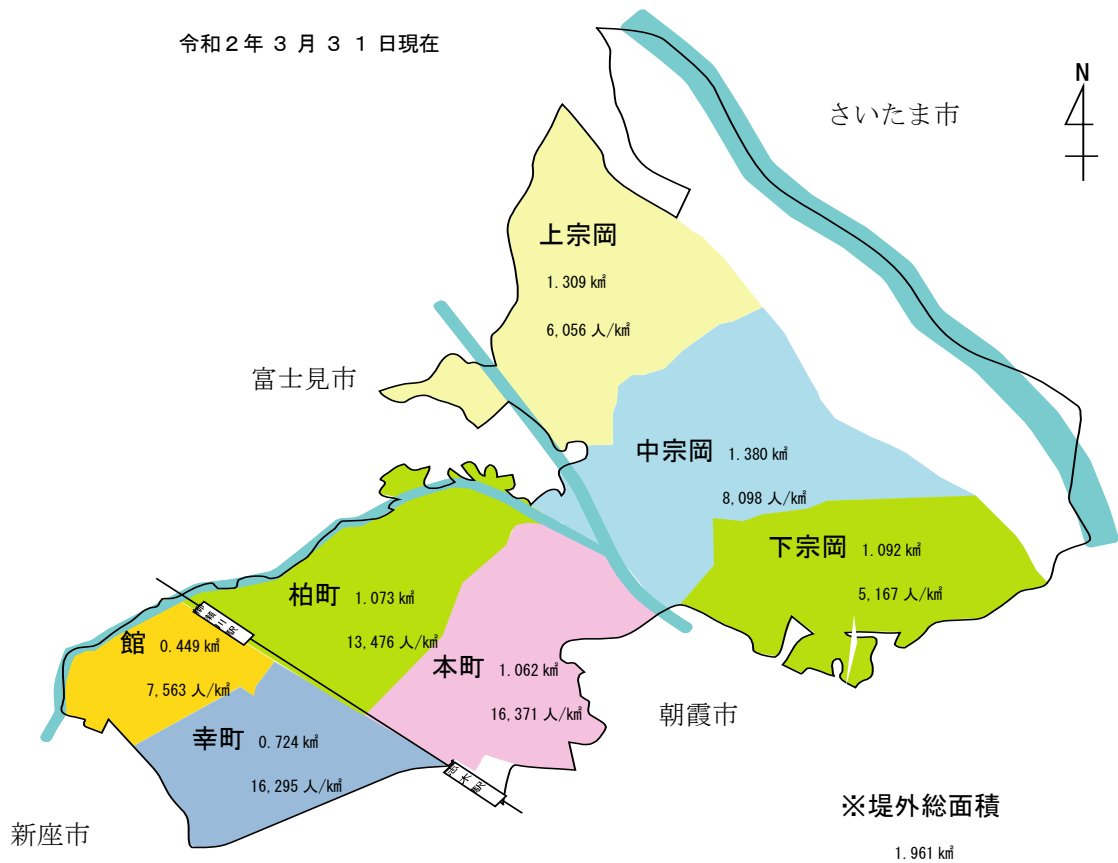 令和2年 3 月 3 1 日現在
N
さいたま市
上宗岡
1.309 k㎡
6,056 人/k㎡
富士見市
中宗岡 1.380 k㎡
8,098 人/k㎡
下宗岡 1.092 k㎡
5,167 人/k㎡
柏町 1.073 k㎡
13,476 人/k㎡
館 0.449 k㎡
7,563 人/k㎡
本町 1.062 k㎡
16,371 人/k㎡
朝霞市
幸町 0.724 k㎡
16,295 人/k㎡
志木駅
新座市
※堤外総面積
1.961 k㎡